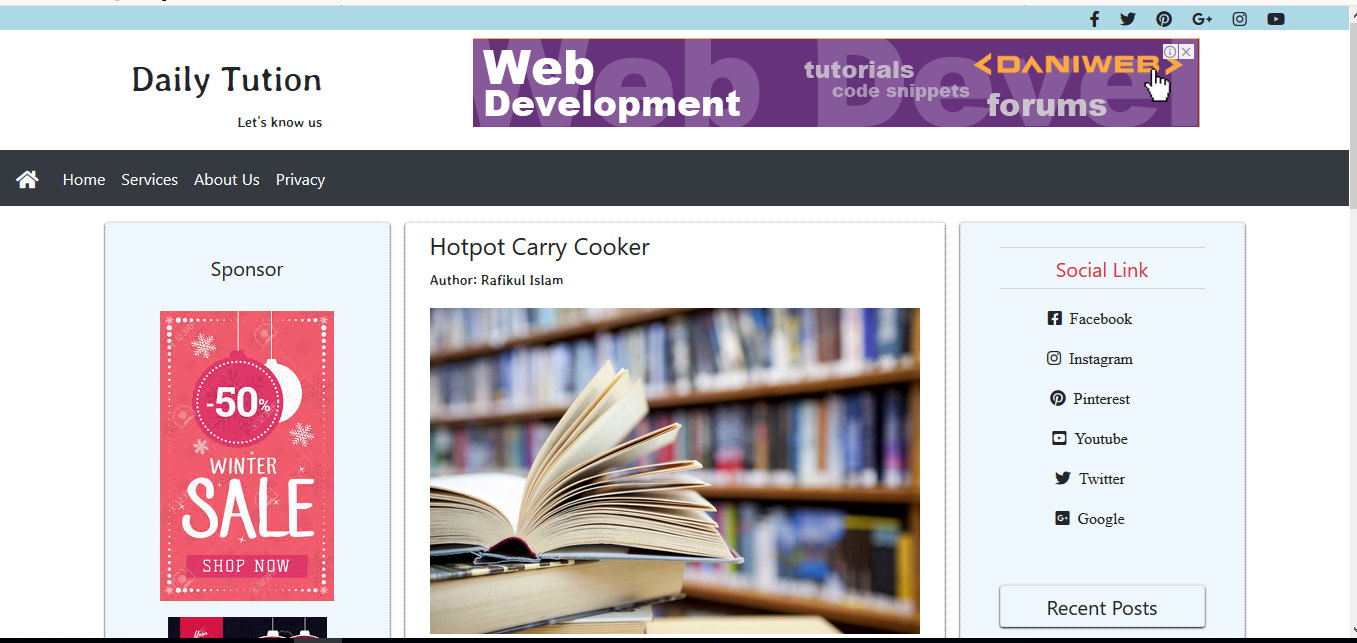 Daily Tution
Let's know us
Web
Development
tutorials
code snippets
forums
<DANIWEB>
Home Services About Us Privacy
Sponsor
-50%
WINTER
SALE
SHOP NOW
Hotpot Carry Cooker
Author: Rafikul Islam
Social Link
Facebook
Instagram
Pinterest
Youtube
Twitter
Google
Recent Posts